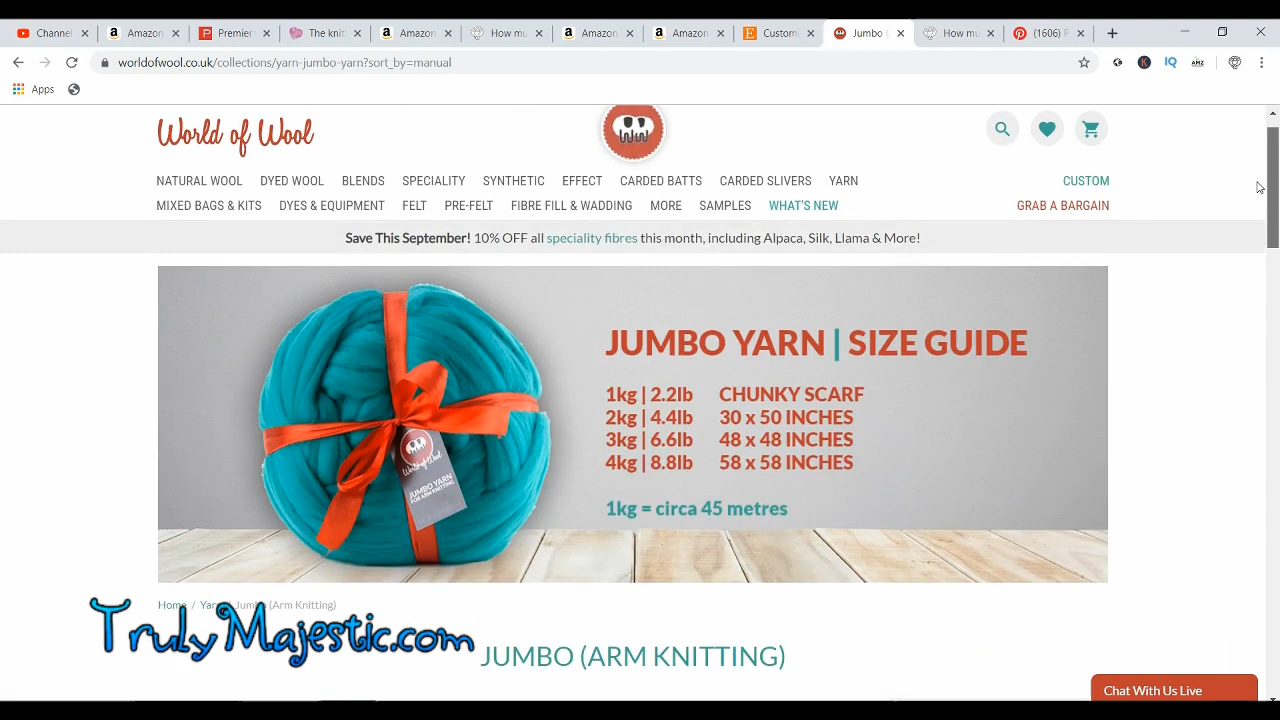 Channel
Amazon
Premier
The knit
Amazon
How mu
Amazon
Amazon
Custom
Jumbo
How mu
(1606) P
worldofwool.co.uk/collections/yarn-jumbo-yarn?sort_by=manual
K
IQ
AMZ
Apps
World of Wool
NATURAL WOOL DYED WOOL BLENDS SPECIALITY SYNTHETIC EFFECT CARDED BATTS CARDED SLIVERS YARN CUSTOM
MIXED BAGS & KITS DYES & EQUIPMENT FELT PRE-FELT FIBRE FILL & WADDING MORE SAMPLES WHAT'S NEW GRAB A BARGAIN
Save This September! 10% OFF all speciality fibres this month, including Alpaca, Silk, Llama & More!
JUMBO YARN | SIZE GUIDE
1kg | 2.2lb CHUNKY SCARF
2kg | 4.4lb 30 x 50 INCHES
3kg | 6.6lb 48 x 48 INCHES
4kg | 8.8lb 58 x 58 INCHES
1kg = circa 45 metres
World of Wool
JUMBO YARN
FOR ARM KNITTING
Home / Yarn / Jumbo (Arm Knitting)
TrulyMajestic.com
JUMBO (ARM KNITTING)
Chat With Us Live